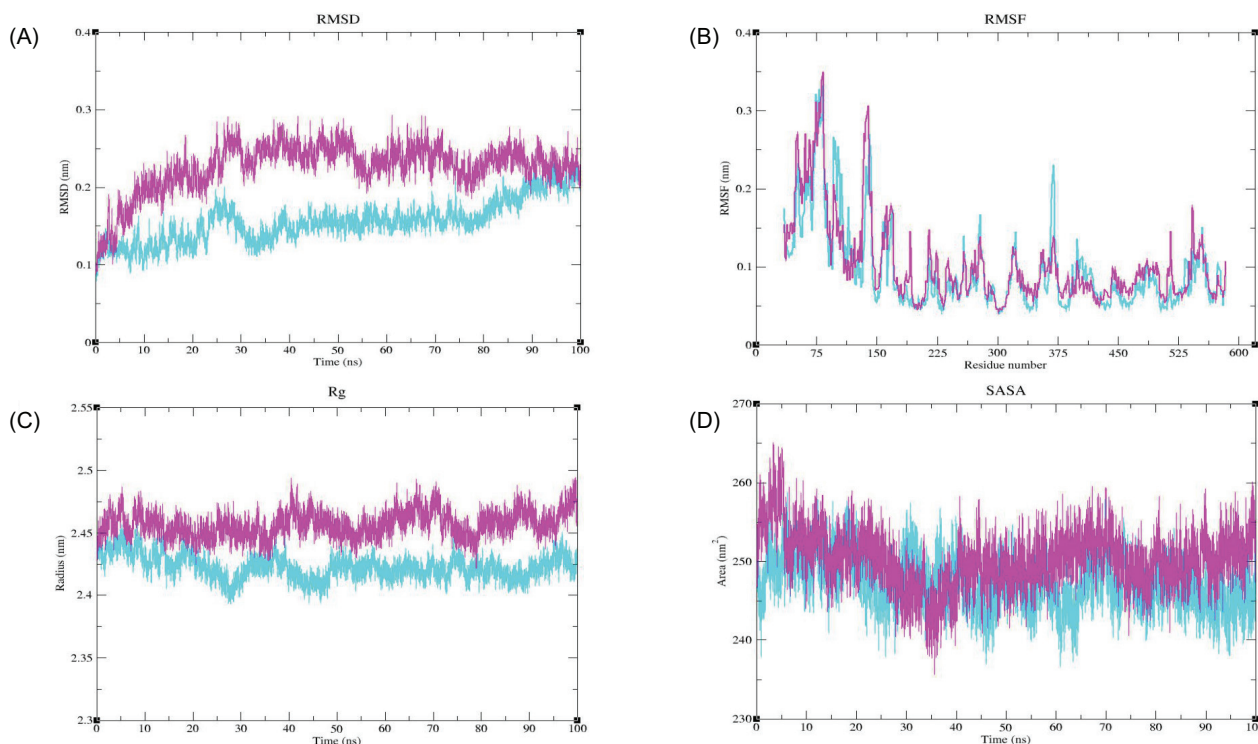 (A)
RMSD
0.4
0.3
0.2
0.1
0
RMSD (nm)
0 10 20 30 40 50 60 70 80 90 100
Time (ns)
(B)
RMSF
0.4
0.3
0.2
0.1
0
RMSF (nm)
0 75 150 225 300 375 450 525 600
Residue number
(C)
Rg
2.55
2.5
2.45
2.4
2.35
2.3
Radius (nm)
0 10 20 30 40 50 60 70 80 90 100
Time (ns)
(D)
SASA
270
260
250
240
230
Area (nm²)
0 10 20 30 40 50 60 70 80 90 100
Time (ns)